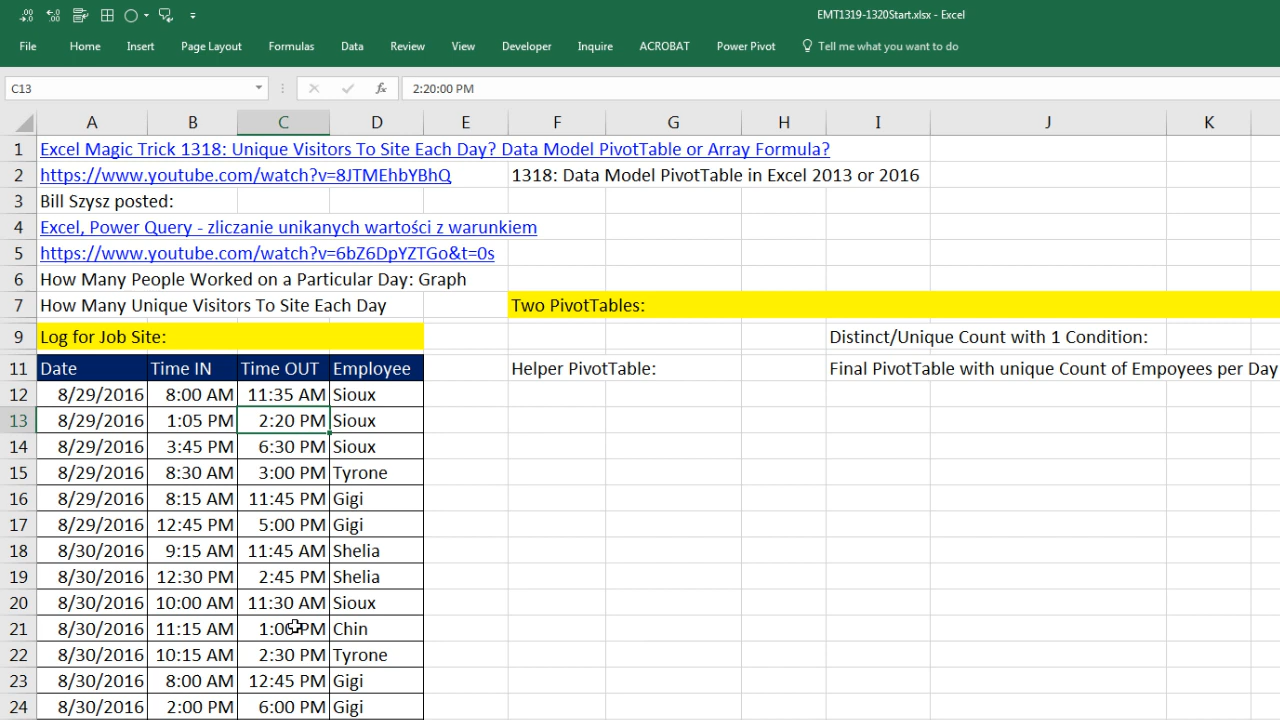 EMT1319-1320Start.xlsx - Excel
File Home Insert Page Layout Formulas Data Review View Developer Inquire ACROBAT Power Pivot Tell me what you want to do
C13 fx 2:20:00 PM
A B C D E F G H I J K
1 Excel Magic Trick 1318: Unique Visitors To Site Each Day? Data Model PivotTable or Array Formula?
2 https://www.youtube.com/watch?v=8JTMEhbYBhQ 1318: Data Model PivotTable in Excel 2013 or 2016
3 Bill Szysz posted:
4 Excel, Power Query - zliczanie unikanych wartości z warunkiem
5 https://www.youtube.com/watch?v=6bZ6DpYZTGo&t=0s
6 How Many People Worked on a Particular Day: Graph
7 How Many Unique Visitors To Site Each Day Two PivotTables:
9 Log for Job Site: Distinct/Unique Count with 1 Condition:
11 Date Time IN Time OUT Employee Helper PivotTable: Final PivotTable with unique Count of Empoyees per Day
12 8/29/2016 8:00 AM 11:35 AM Sioux
13 8/29/2016 1:05 PM 2:20 PM Sioux
14 8/29/2016 3:45 PM 6:30 PM Sioux
15 8/29/2016 8:30 AM 3:00 PM Tyrone
16 8/29/2016 8:15 AM 11:45 PM Gigi
17 8/29/2016 12:45 PM 5:00 PM Gigi
18 8/30/2016 9:15 AM 11:45 AM Shelia
19 8/30/2016 12:30 PM 2:45 PM Shelia
20 8/30/2016 10:00 AM 11:30 AM Sioux
21 8/30/2016 11:15 AM 1:00 PM Chin
22 8/30/2016 10:15 AM 2:30 PM Tyrone
23 8/30/2016 8:00 AM 12:45 PM Gigi
24 8/30/2016 2:00 PM 6:00 PM Gigi